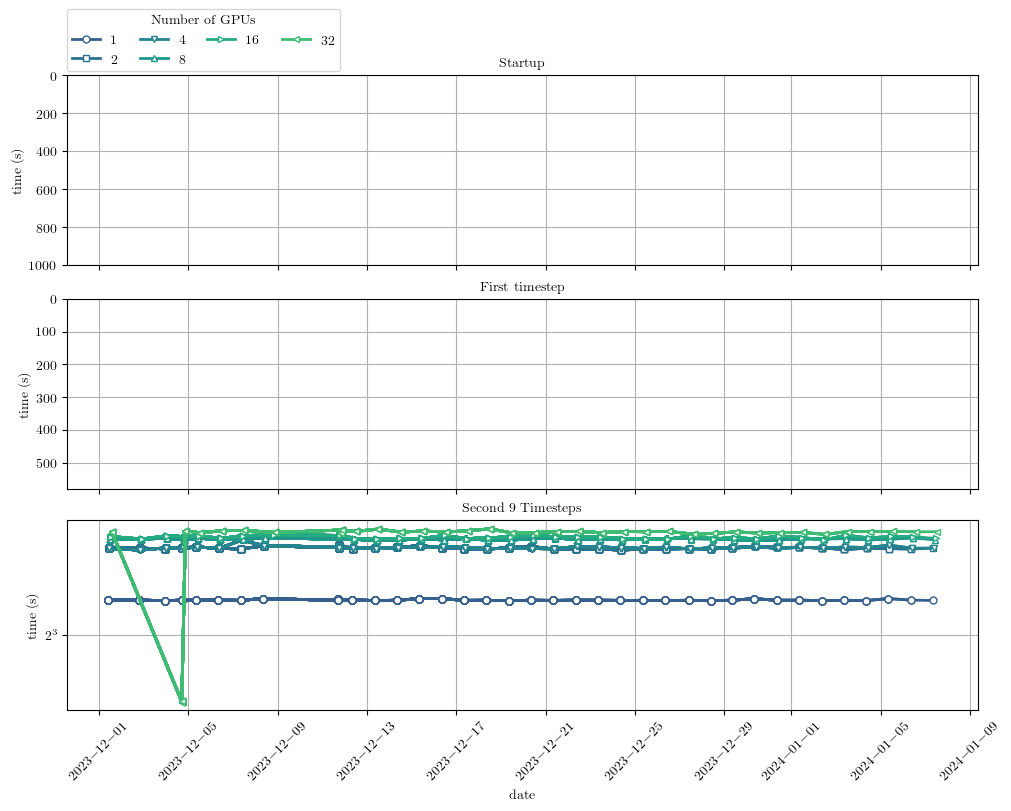 Number of GPUs
1 4 16 32
2 8
Startup
0
200
400
600
800
1000
time (s)
First timestep
0
100
200
300
400
500
time (s)
Second 9 Timesteps
2³
time (s)
2023−12−01 2023−12−05 2023−12−09 2023−12−13 2023−12−17 2023−12−21 2023−12−25 2023−12−29 2024−01−01 2024−01−05 2024−01−09
date